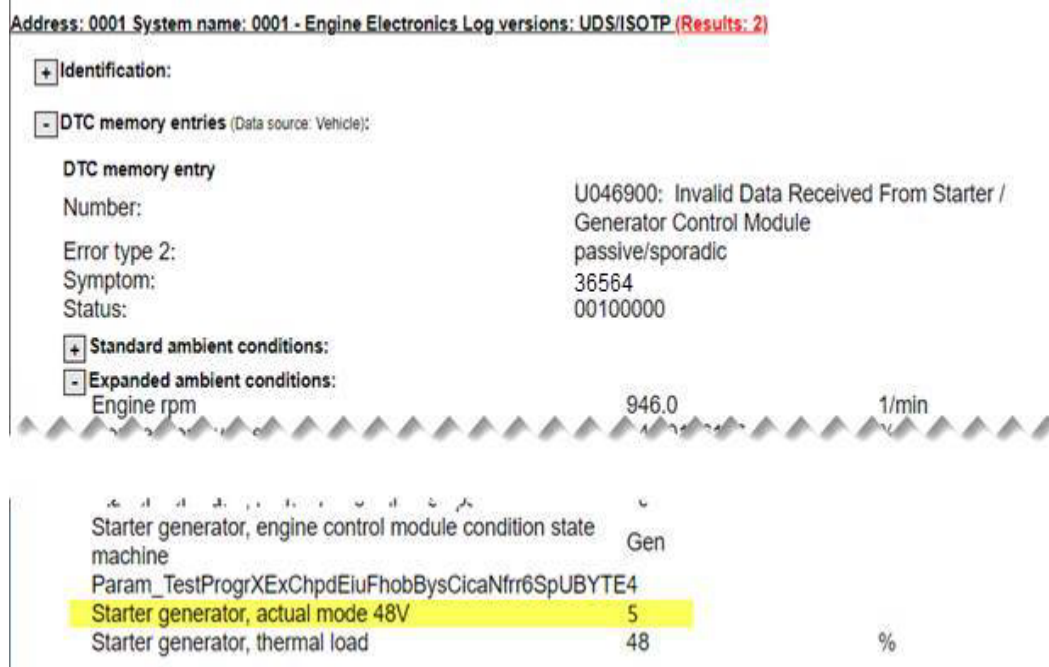 Address: 0001 System name: 0001 - Engine Electronics Log versions: UDS/ISOTP (Results: 2)
+ Identification:
- DTC memory entries (Data source: Vehicle):
DTC memory entry
Number: U046900: Invalid Data Received From Starter /
Generator Control Module
Error type 2: passive/sporadic
Symptom: 36564
Status: 00100000
+ Standard ambient conditions:
- Expanded ambient conditions:
Engine rpm 946.0 1/min
Starter generator, engine control module condition state
machine Gen
Param_TestProgrXExChpdEiuFhobBysCicaNfrr6SpUBYTE4
Starter generator, actual mode 48V 5
Starter generator, thermal load 48 %